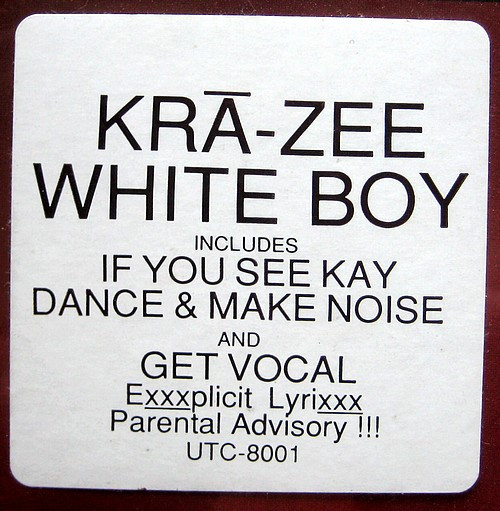 KRĀ-ZEE
WHITE BOY
INCLUDES
IF YOU SEE KAY
DANCE & MAKE NOISE
AND
GET VOCAL
Exxxplicit Lyrixxx
Parental Advisory !!!
UTC-8001